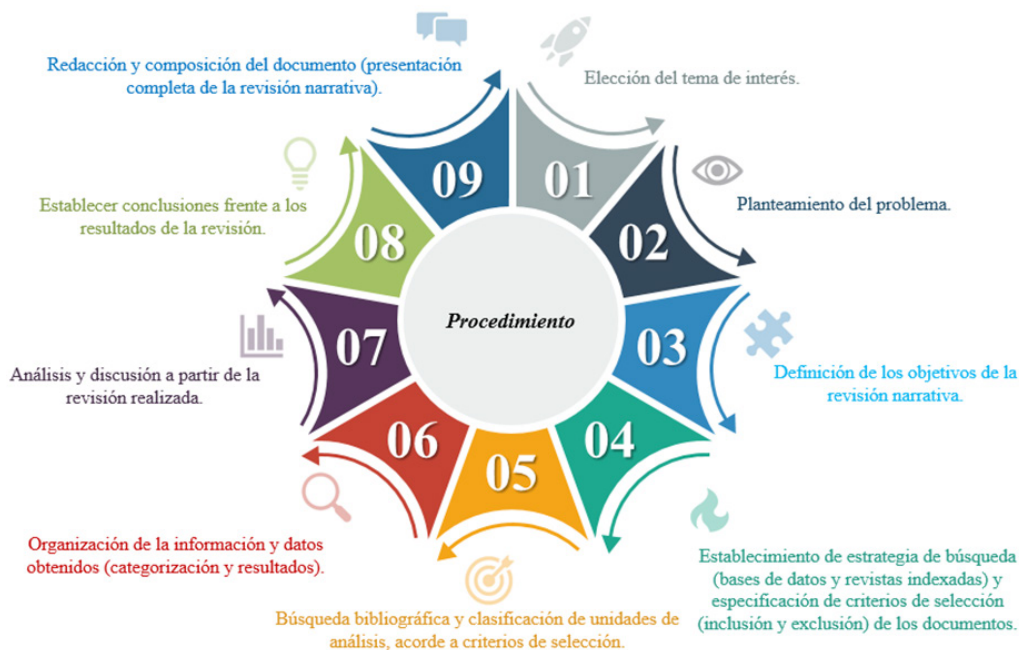 01
Elección del tema de interés.
02
Planteamiento del problema.
03
Definición de los objetivos de la
revisión narrativa.
04
Establecimiento de estrategia de búsqueda
(bases de datos y revistas indexadas) y
especificación de criterios de selección
(inclusión y exclusión) de los documentos.
05
Búsqueda bibliográfica y clasificación de unidades de
análisis, acorde a criterios de selección.
06
Organización de la información y datos
obtenidos (categorización y resultados).
07
Análisis y discusión a partir de la
revisión realizada.
08
Establecer conclusiones frente a los
resultados de la revisión.
09
Redacción y composición del documento (presentación
completa de la revisión narrativa).
Procedimiento